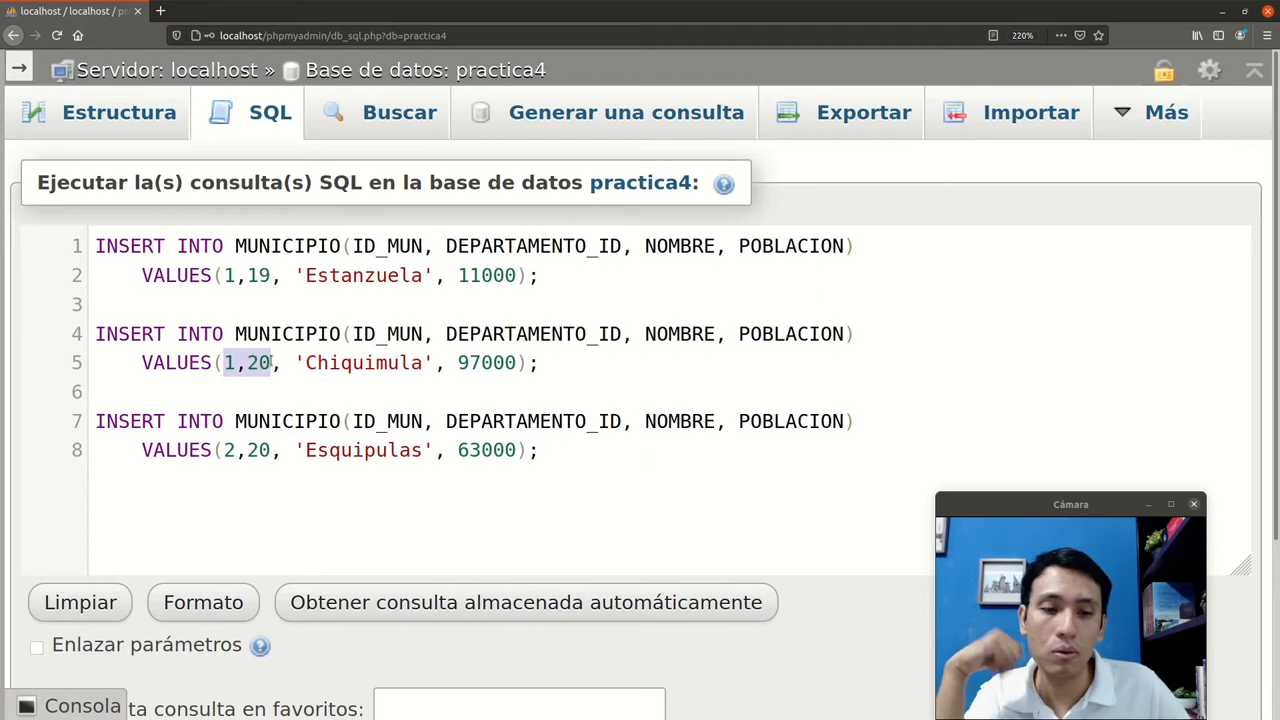 localhost / localhost / pr
localhost/phpmyadmin/db_sql.php?db=practica4
220%
Servidor: localhost » Base de datos: practica4
Estructura
SQL
Buscar
Generar una consulta
Exportar
Importar
Más
Ejecutar la(s) consulta(s) SQL en la base de datos practica4:
1 INSERT INTO MUNICIPIO(ID_MUN, DEPARTAMENTO_ID, NOMBRE, POBLACION)
2 VALUES(1,19, 'Estanzuela', 11000);
3
4 INSERT INTO MUNICIPIO(ID_MUN, DEPARTAMENTO_ID, NOMBRE, POBLACION)
5 VALUES(1,20, 'Chiquimula', 97000);
6
7 INSERT INTO MUNICIPIO(ID_MUN, DEPARTAMENTO_ID, NOMBRE, POBLACION)
8 VALUES(2,20, 'Esquipulas', 63000);
Cámara
Limpiar
Formato
Obtener consulta almacenada automáticamente
Enlazar parámetros
Consola
ta consulta en favoritos: